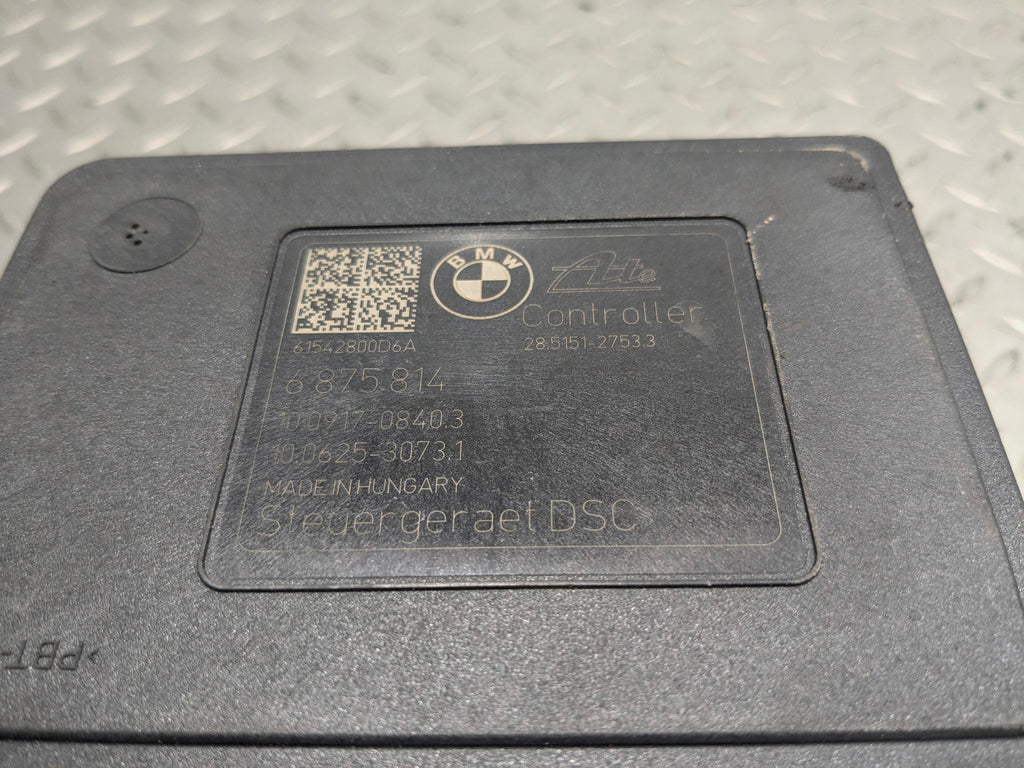 BMW
Ate
Controller
61542800D6A
28.5151-2753.3
6 875 814
10.0917-0840.3
10.0625-3073.1
MADE IN HUNGARY
Steuergeraet DSC
>PBT-